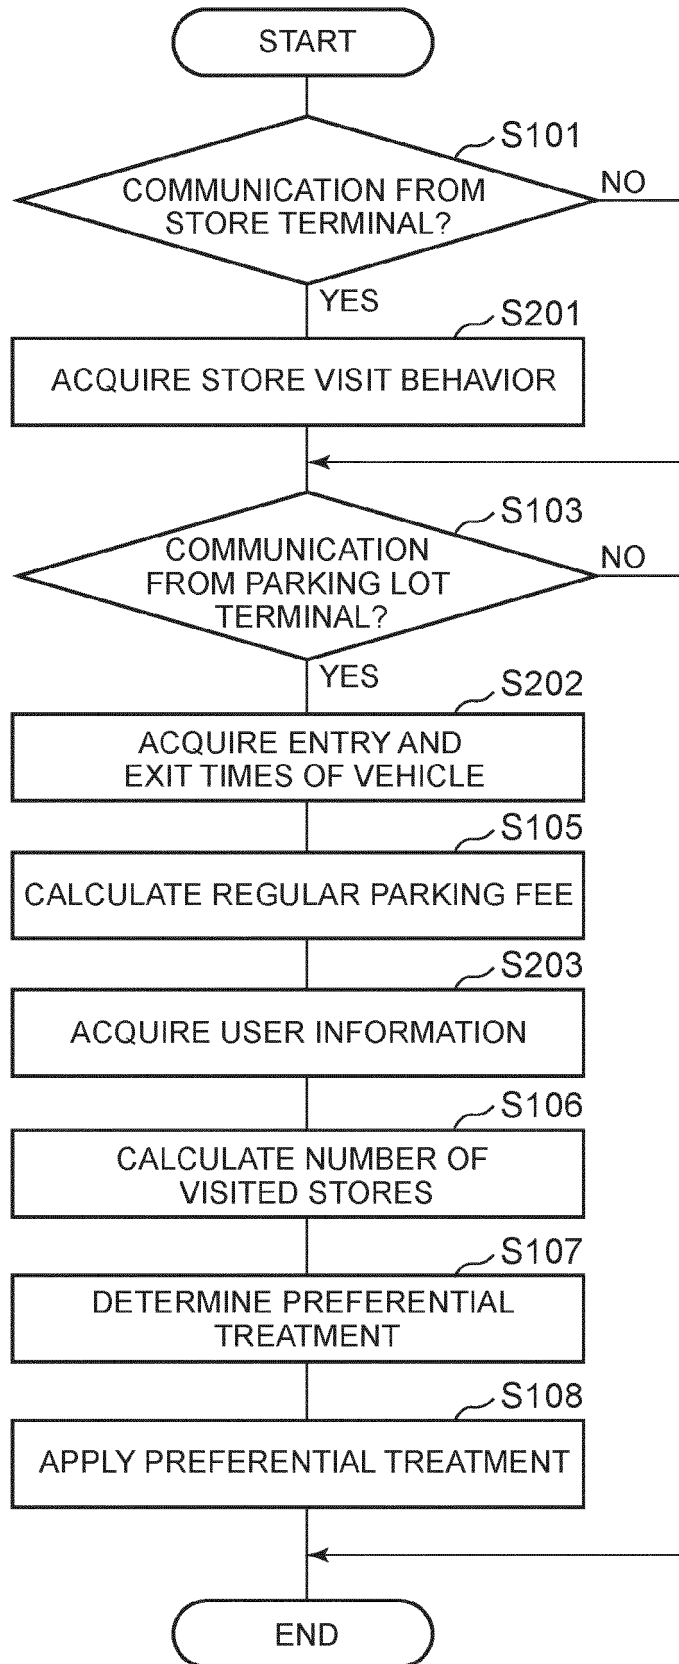 START
S101
COMMUNICATION FROM
STORE TERMINAL?
NO
YES
S201
ACQUIRE STORE VISIT BEHAVIOR
S103
COMMUNICATION
FROM PARKING LOT
TERMINAL?
NO
YES
S202
ACQUIRE ENTRY AND
EXIT TIMES OF VEHICLE
S105
CALCULATE REGULAR PARKING FEE
S203
ACQUIRE USER INFORMATION
S106
CALCULATE NUMBER OF
VISITED STORES
S107
DETERMINE PREFERENTIAL
TREATMENT
S108
APPLY PREFERENTIAL TREATMENT
END